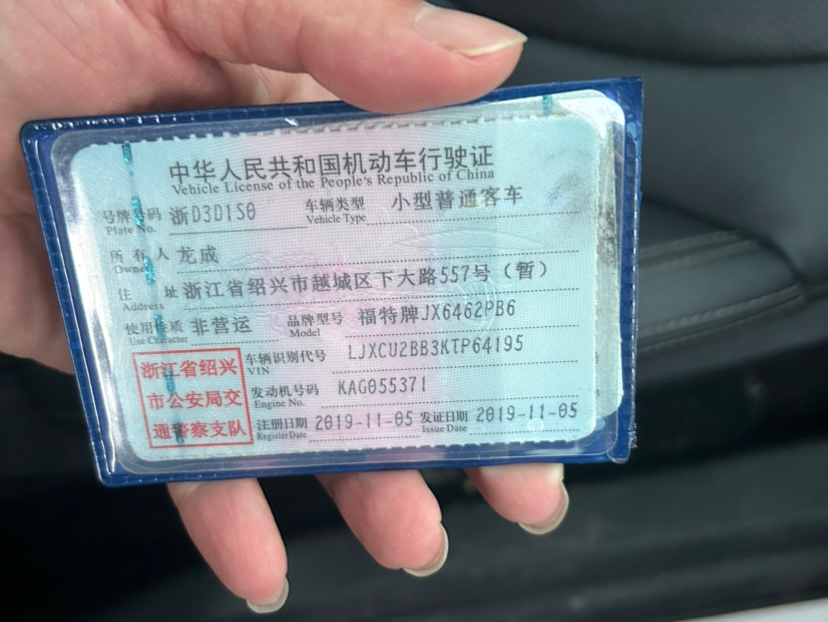 中华人民共和国机动车行驶证
Vehicle License of the People's Republic of China
号牌号码 浙D3D1S0 车辆类型 小型普通客车
Plate No. Vehicle Type
所有人 龙成
Owner
住址 浙江省绍兴市越城区下大路557号（暂）
Address
使用性质 非营运 品牌型号 福特牌JX6462PB6
Use Character Model
车辆识别代号 LJXCU2BB3KTP64195
VIN
发动机号码 KAG055371
Engine No.
注册日期 2019-11-05 发证日期 2019-11-05
Register Date Issue Date
浙江省绍兴
市公安局交
通警察支队